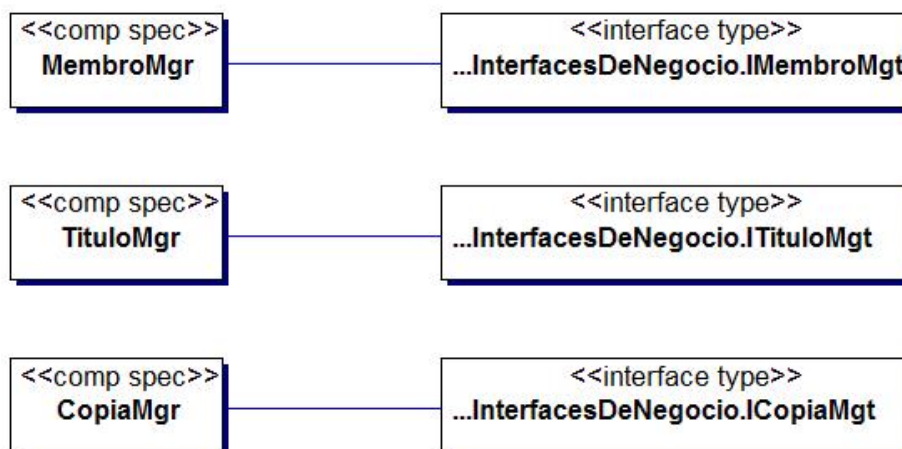 <<comp spec>>
MembroMgr
<<interface type>>
...InterfacesDeNegocio.IMembroMgt
<<comp spec>>
TituloMgr
<<interface type>>
...InterfacesDeNegocio.ITituloMgt
<<comp spec>>
CopiaMgr
<<interface type>>
...InterfacesDeNegocio.ICopiaMgt